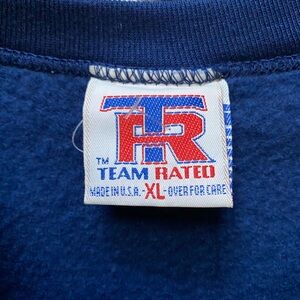 TR
TM TEAM RATED
MADE IN U.S.A.-XL-OVER FOR CARE